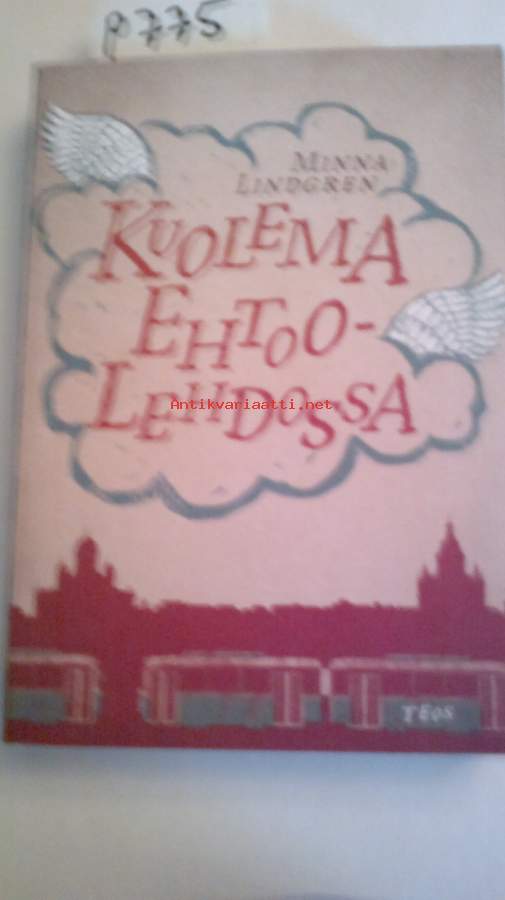 p775
MINNA
LINDGREN
KUOLEMA
EHTOO-
LEHDOSSA
Antikvariaatti.net
TEOS